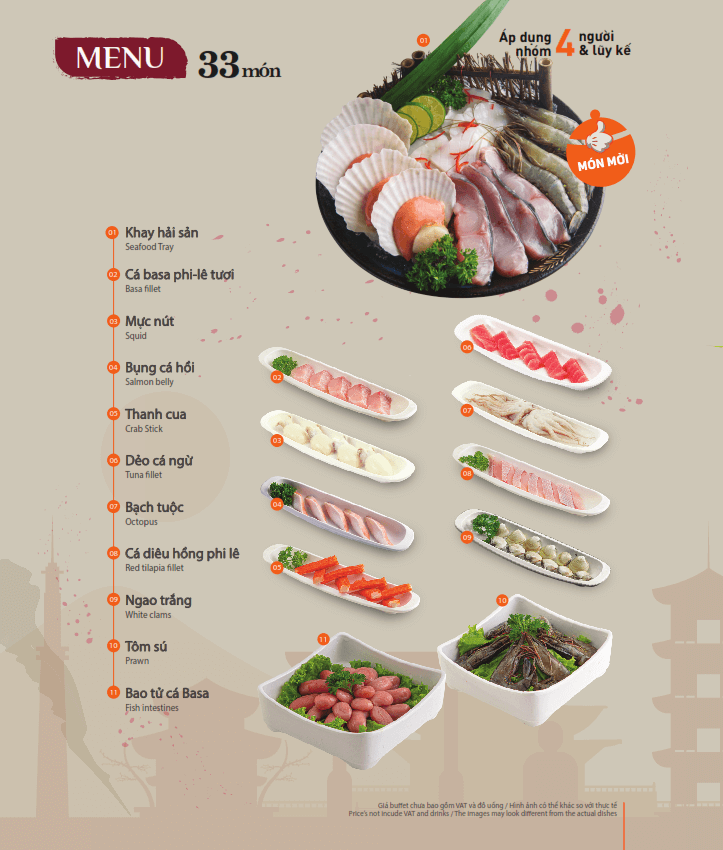 MENU 33 món
Áp dụng
nhóm
4
người
& lũy kế
01
MÓN MỚI
01 Khay hải sản
Seafood Tray
02 Cá basa phi-lê tượi
Basa fillet
03 Mực nút
Squid
04 Bụng cá hồi
Salmon belly
05 Thanh cua
Crab Stick
06 Dẻo cá ngừ
Tuna fillet
07 Bạch tuộc
Octopus
08 Cá diêu hồng phi lê
Red tilapia fillet
09 Ngao trắng
White clams
10 Tôm sú
Prawn
11 Bao tử cá Basa
Fish intestines
02
03
04
05
06
07
08
09
10
11
Giá buffet chưa bao gồm VAT và đồ uống / Hình ảnh có thể khác so với thực tế
Price's not incude VAT and drinks / The images may look different from the actual dishes